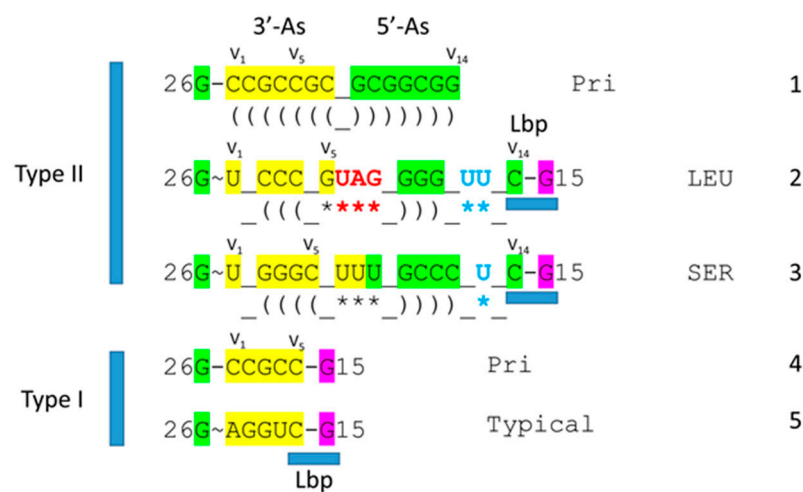 3’-As 5’-As
V1 V5 V14
26G-CCGCCGC_GCGGCGG Pri 1
(((((((_)))))))
Lbp
V1 V5 V14
Type II 26G~U_CCC_GUAG_GGG_UU_C-G15 LEU 2
_(((_****_)))_**_
V1 V5 V14
26G~U_GGGC_UUU_GCCC_U_C-G15 SER 3
_((((_***_))))_*_
V1 V5
26G-CCGCC-G15 Pri 4
Type I
26G~AGGUC-G15 Typical 5
Lbp